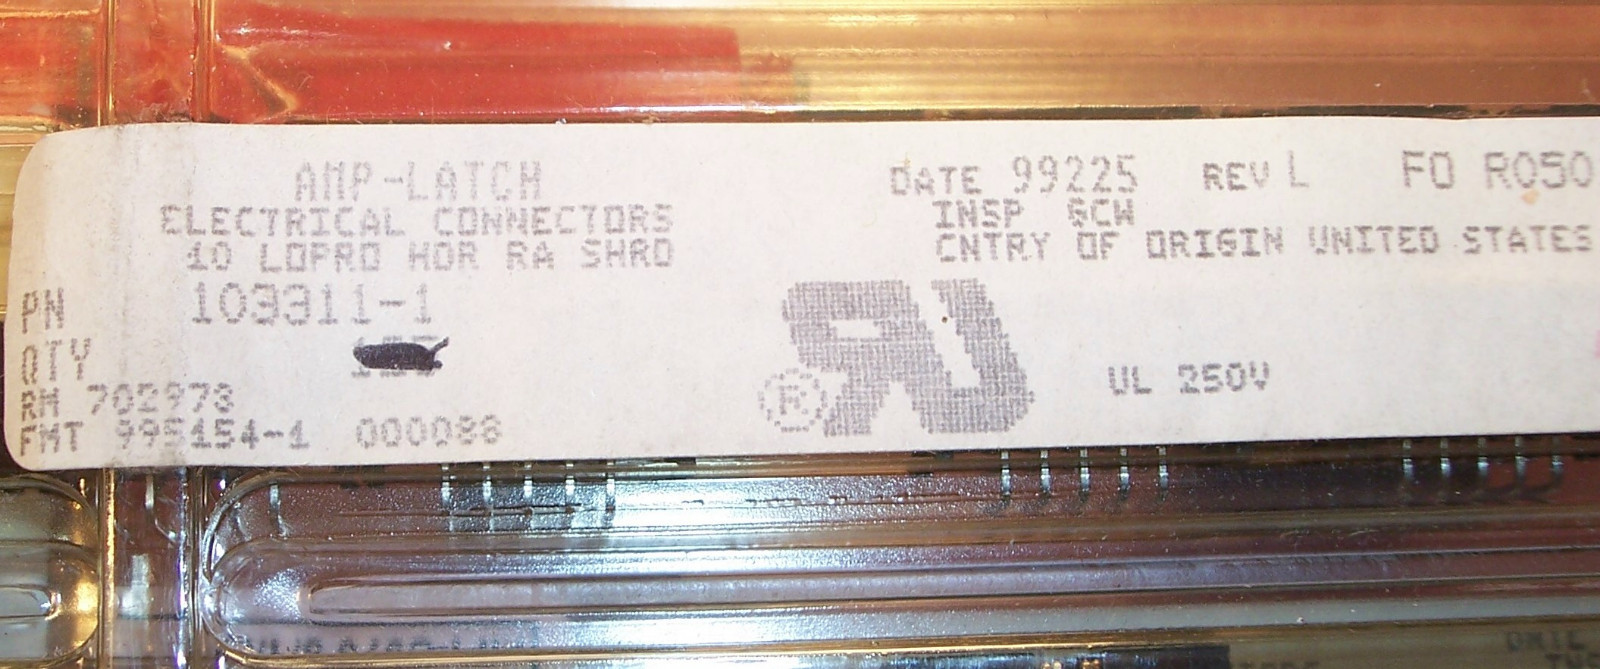 AMP-LATCH
ELECTRICAL CONNECTORS
10 LOPRO HDR RA SHRD
PN 103311-1
QTY
RM 702973
FMT 995154-1 000088
DATE 99225 REV L FO R050
INSP GCW
CNTRY OF ORIGIN UNITED STATES
®
UL 250V